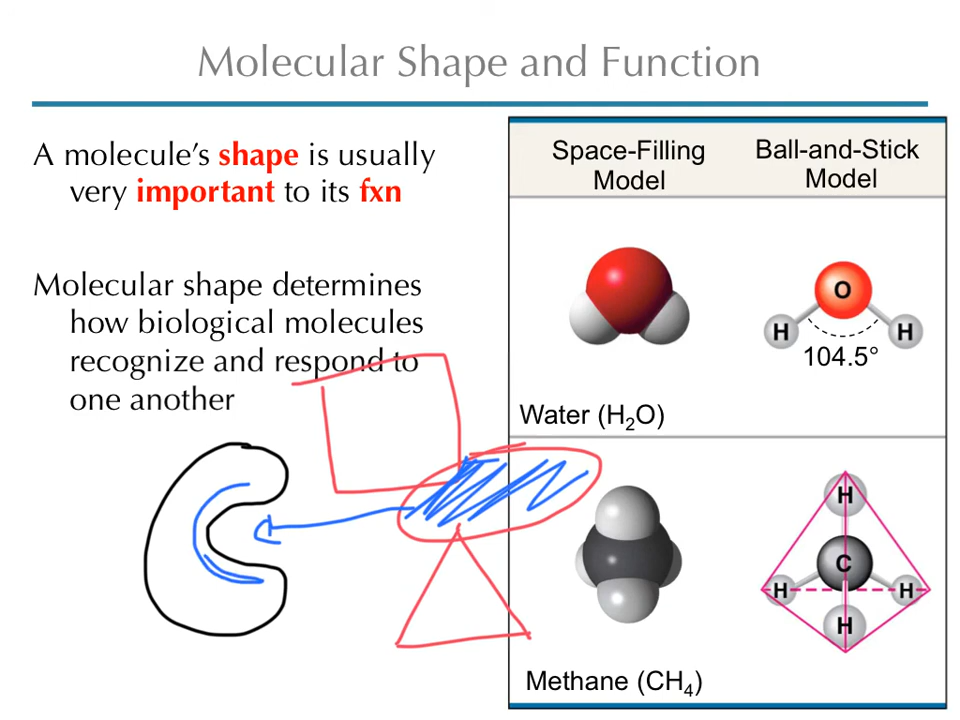 Molecular Shape and Function
A molecule's shape is usually
very important to its fxn
Molecular shape determines
how biological molecules
recognize and respond to
one another
Space-Filling
Model
Ball-and-Stick
Model
O
H
H
104.5°
Water (H₂O)
H
C
H
H
H
Methane (CH₄)